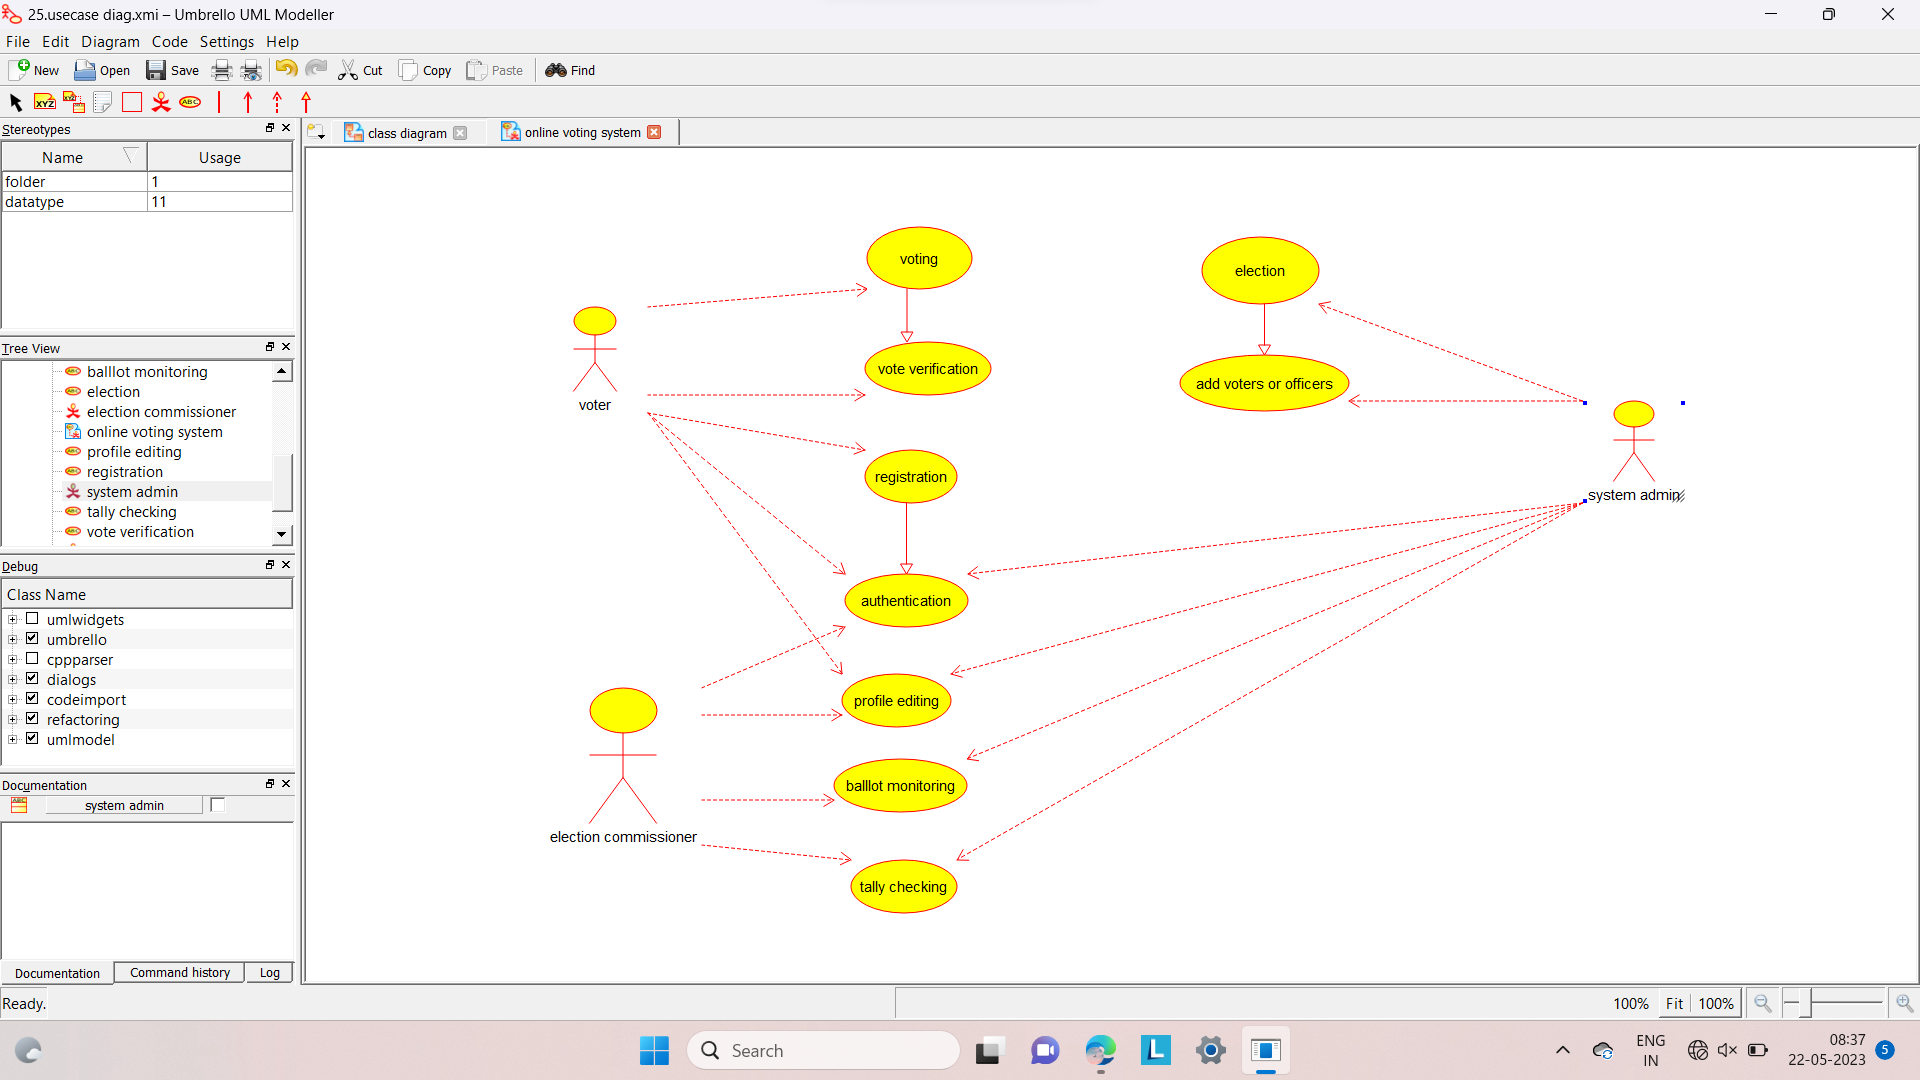 25.usecase diag.xmi – Umbrello UML Modeller
File Edit Diagram Code Settings Help
New Open Save Cut Copy Paste Find
XYZ XYZ ABC
Stereotypes
class diagram online voting system
Name Usage
folder 1
datatype 11
Tree View
balllot monitoring
election
election commissioner
online voting system
profile editing
registration
system admin
tally checking
vote verification
Debug
Class Name
umlwidgets
umbrello
cppparser
dialogs
codeimport
refactoring
umlmodel
Documentation
system admin
Documentation Command history Log
voting
election
vote verification
add voters or officers
voter
registration
system admin
authentication
profile editing
balllot monitoring
election commissioner
tally checking
Ready.
100% Fit 100%
Search
L
ENG
IN
08:37
22-05-2023
5